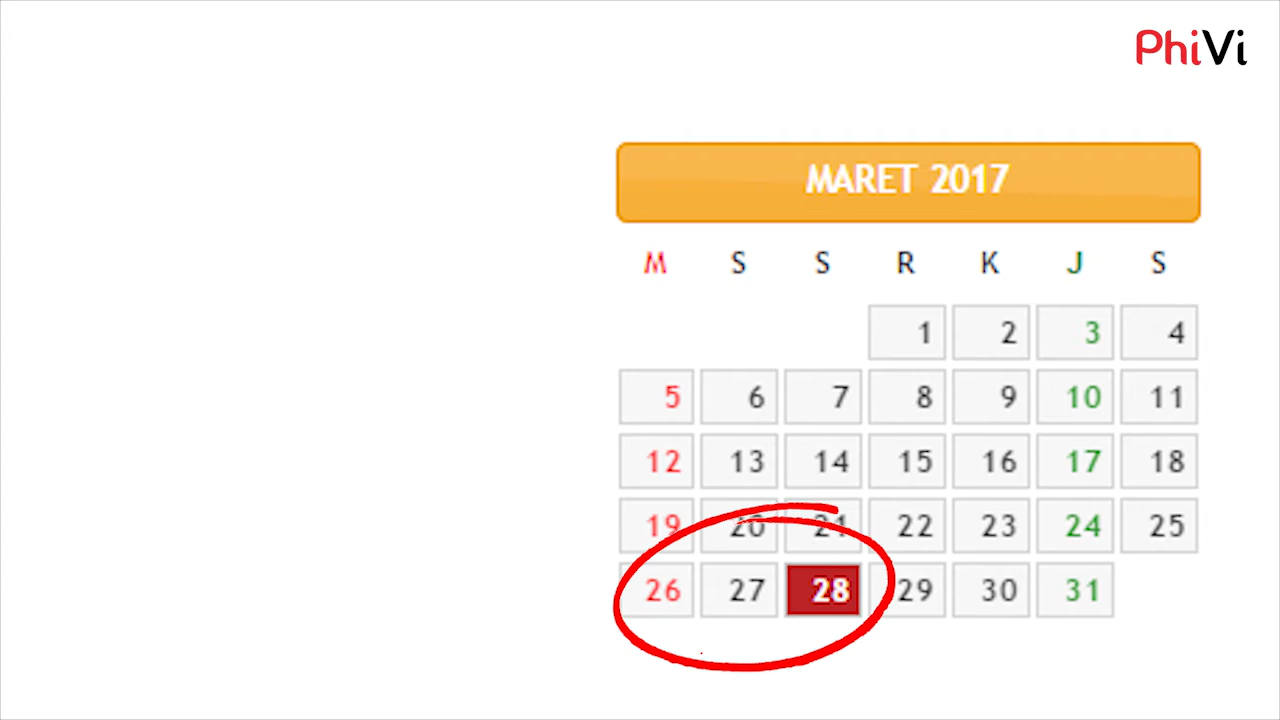 PhiVi
MARET 2017
M S S R K J S
1 2 3 4
5 6 7 8 9 10 11
12 13 14 15 16 17 18
19 20 21 22 23 24 25
26 27 28 29 30 31